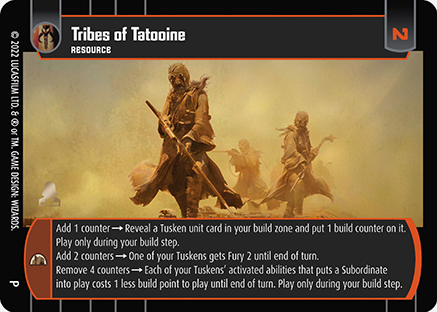 Tribes of Tatooine
RESOURCE
N
© 2022 LUCASFILM LTD. & ® or TM. GAME DESIGN: WIZARDS.
P
Add 1 counter → Reveal a Tusken unit card in your build zone and put 1 build counter on it.
Play only during your build step.
Add 2 counters → One of your Tuskens gets Fury 2 until end of turn.
Remove 4 counters → Each of your Tuskens' activated abilities that puts a Subordinate
into play costs 1 less build point to play until end of turn. Play only during your build step.